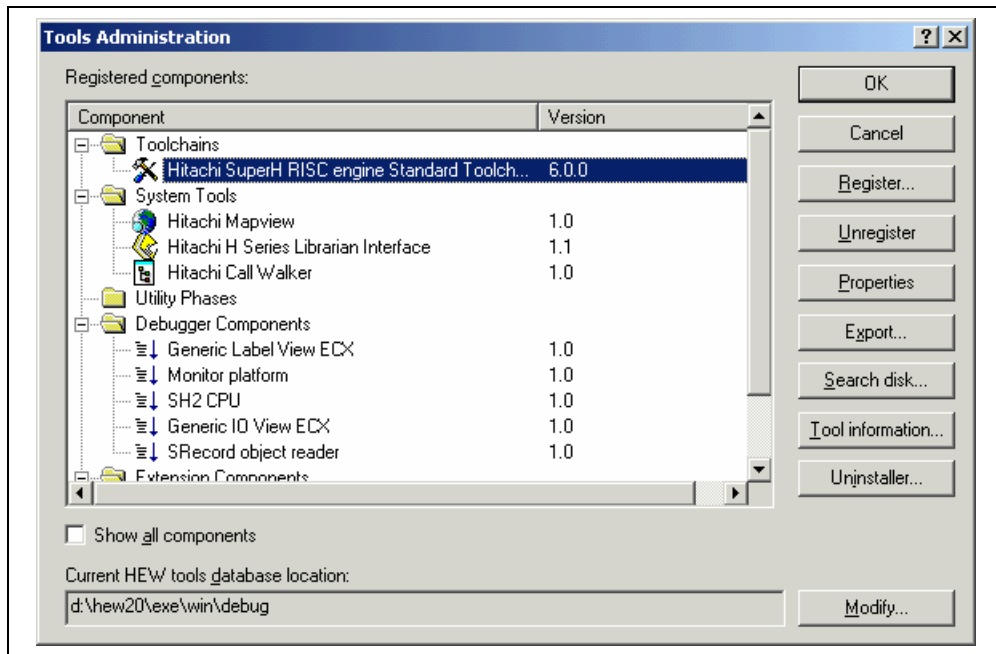 Tools Administration
Registered components:
Component Version
Toolchains
Hitachi SuperH RISC engine Standard Toolch... 6.0.0
System Tools
Hitachi Mapview 1.0
Hitachi H Series Librarian Interface 1.1
Hitachi Call Walker 1.0
Utility Phases
Debugger Components
Generic Label View ECX 1.0
Monitor platform 1.0
SH2 CPU 1.0
Generic IO View ECX 1.0
SRecord object reader 1.0
Extension Components
Show all components
Current HEW tools database location:
d:\hew20\exe\win\debug
OK
Cancel
Register...
Unregister
Properties
Export...
Search disk...
Tool information...
Uninstaller...
Modify...